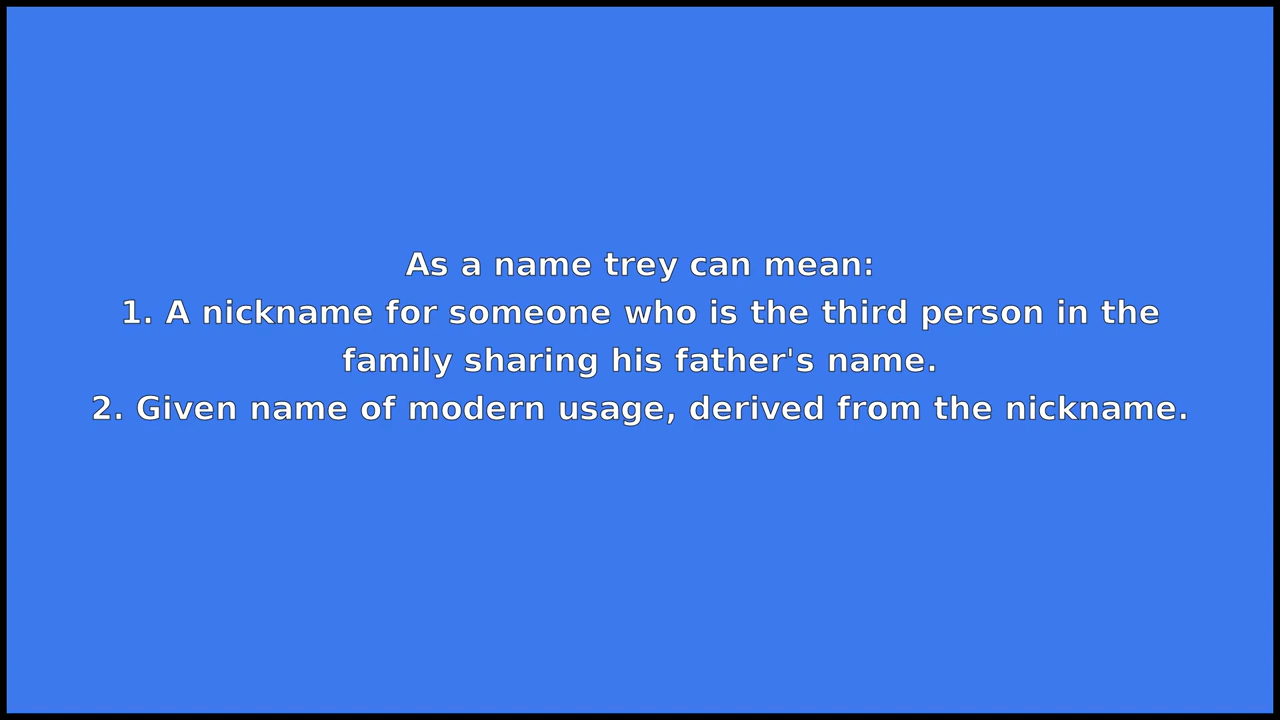 As a name trey can mean:
1. A nickname for someone who is the third person in the
family sharing his father's name.
2. Given name of modern usage, derived from the nickname.